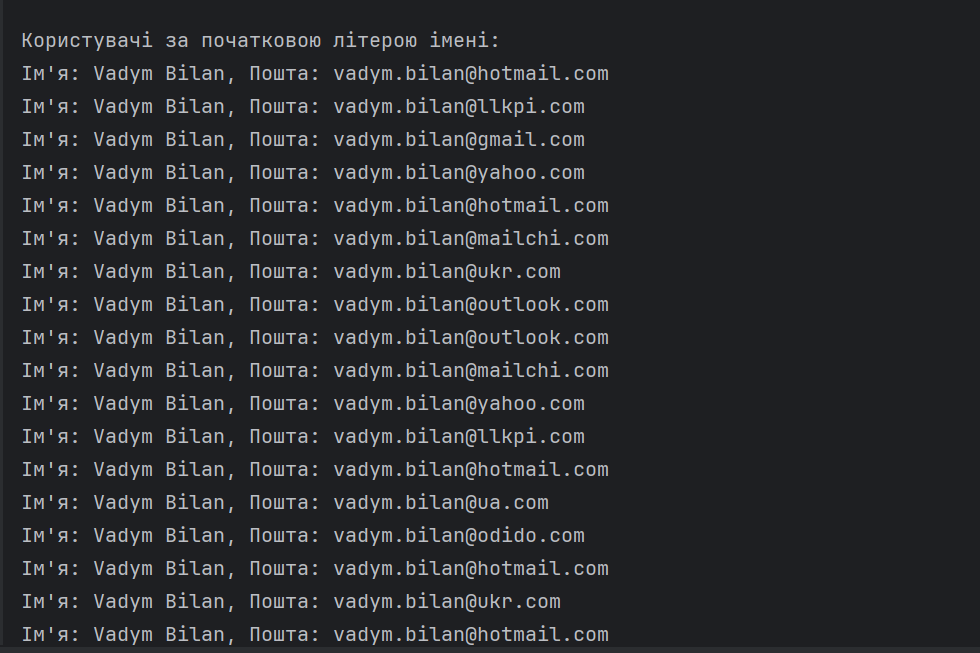 Користувачі за початковою літерою імені:
Ім'я: Vadym Bilan, Пошта: vadym.bilan@hotmail.com
Ім'я: Vadym Bilan, Пошта: vadym.bilan@llkpi.com
Ім'я: Vadym Bilan, Пошта: vadym.bilan@gmail.com
Ім'я: Vadym Bilan, Пошта: vadym.bilan@yahoo.com
Ім'я: Vadym Bilan, Пошта: vadym.bilan@hotmail.com
Ім'я: Vadym Bilan, Пошта: vadym.bilan@mailchi.com
Ім'я: Vadym Bilan, Пошта: vadym.bilan@ukr.com
Ім'я: Vadym Bilan, Пошта: vadym.bilan@outlook.com
Ім'я: Vadym Bilan, Пошта: vadym.bilan@outlook.com
Ім'я: Vadym Bilan, Пошта: vadym.bilan@mailchi.com
Ім'я: Vadym Bilan, Пошта: vadym.bilan@yahoo.com
Ім'я: Vadym Bilan, Пошта: vadym.bilan@llkpi.com
Ім'я: Vadym Bilan, Пошта: vadym.bilan@hotmail.com
Ім'я: Vadym Bilan, Пошта: vadym.bilan@ua.com
Ім'я: Vadym Bilan, Пошта: vadym.bilan@odido.com
Ім'я: Vadym Bilan, Пошта: vadym.bilan@hotmail.com
Ім'я: Vadym Bilan, Пошта: vadym.bilan@ukr.com
Ім'я: Vadym Bilan, Пошта: vadym.bilan@hotmail.com